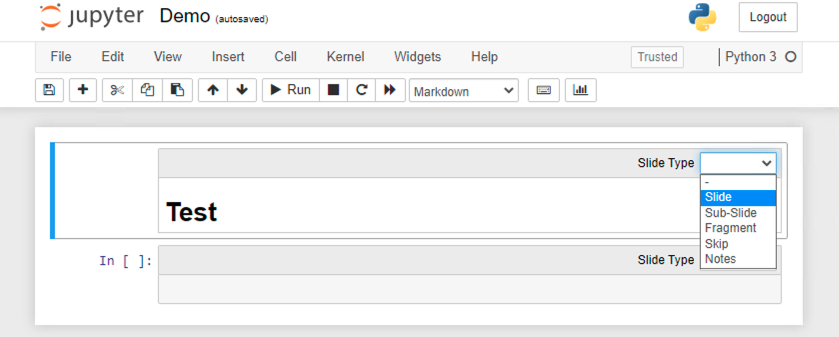 jupyter Demo (autosaved) Logout
File Edit View Insert Cell Kernel Widgets Help Trusted Python 3
Run Markdown
Slide Type
-
Slide
Test
Sub-Slide
Fragment
Skip
In [ ]: Slide Type Notes